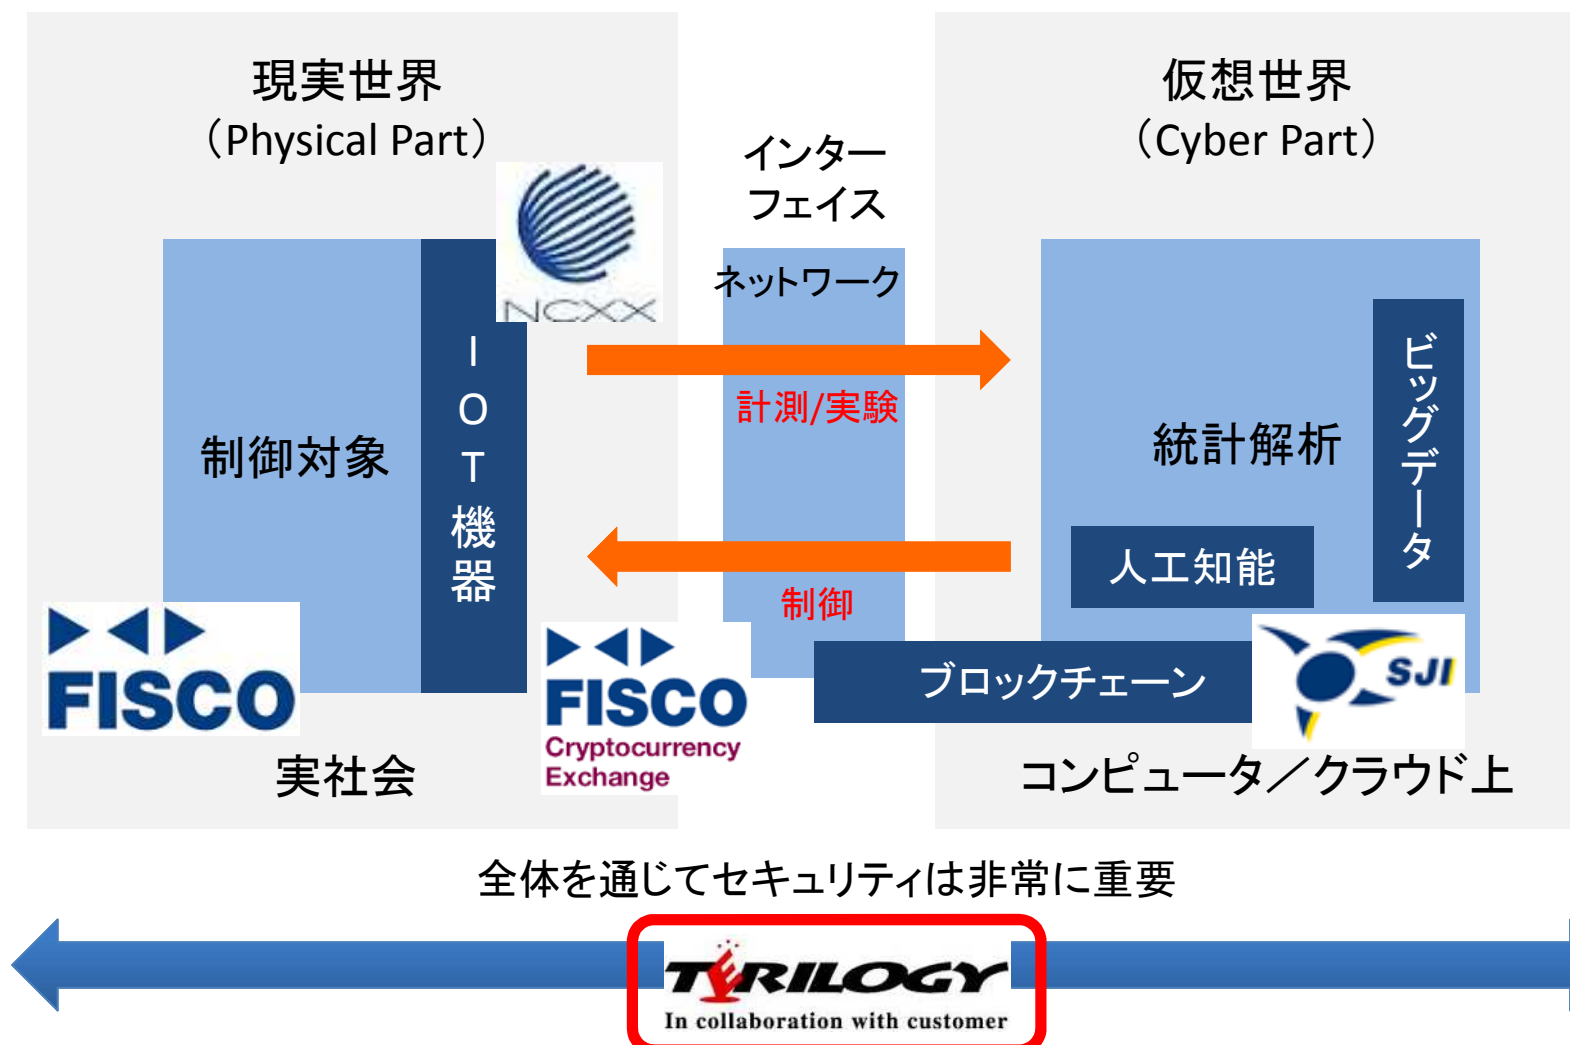 現実世界
（Physical Part）
NCXX
制御対象
IOT機器
FISCO
実社会
インター
フェイス
ネットワーク
計測/実験
制御
FISCO
Cryptocurrency
Exchange
仮想世界
（Cyber Part）
統計解析
ビッグデータ
人工知能
ブロックチェーン
SJI
コンピュータ／クラウド上
全体を通じてセキュリティは非常に重要
TERILOGY
In collaboration with customer